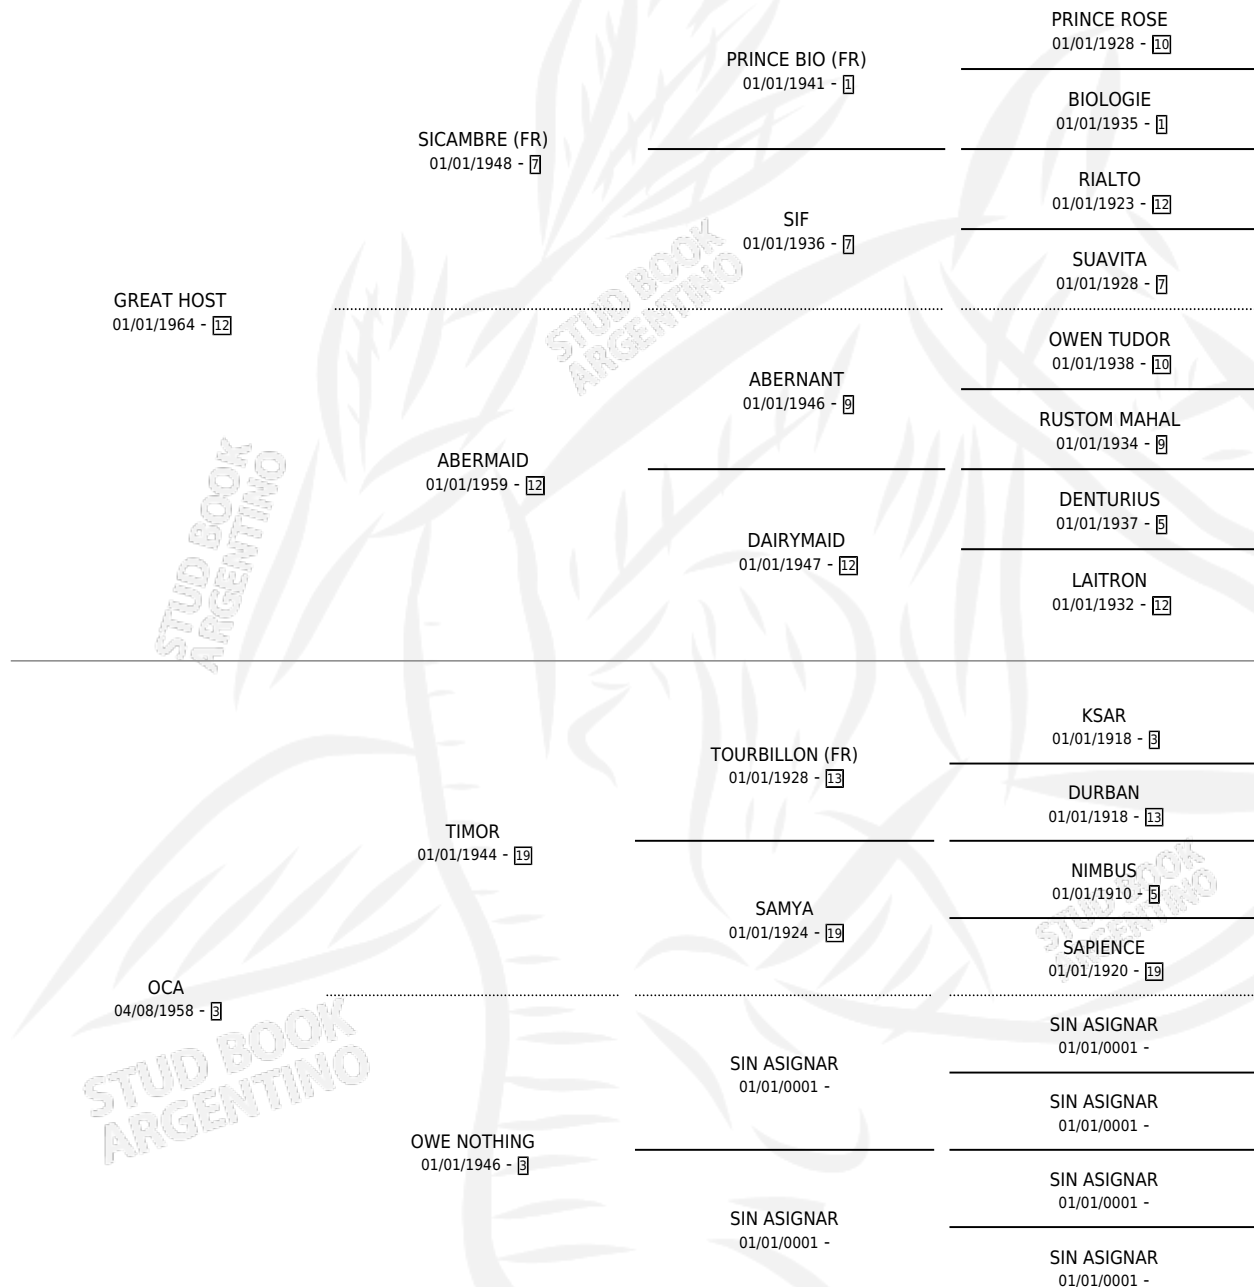 PRINCE ROSE
01/01/1928 - 10
PRINCE BIO (FR)
01/01/1941 - 1
BIOLOGIE
01/01/1935 - 1
SICAMBRE (FR)
01/01/1948 - 7
RIALTO
01/01/1923 - 12
SIF
01/01/1936 - 7
SUAVITA
01/01/1928 - 7
GREAT HOST
01/01/1964 - 12
OWEN TUDOR
01/01/1938 - 10
ABERNANT
01/01/1946 - 9
RUSTOM MAHAL
01/01/1934 - 9
ABERMAID
01/01/1959 - 12
DENTURIUS
01/01/1937 - 5
DAIRYMAID
01/01/1947 - 12
LAITRON
01/01/1932 - 12
KSAR
01/01/1918 - 3
TOURBILLON (FR)
01/01/1928 - 13
DURBAN
01/01/1918 - 13
TIMOR
01/01/1944 - 19
NIMBUS
01/01/1910 - 5
SAMYA
01/01/1924 - 19
SAPIENCE
01/01/1920 - 19
OCA
04/08/1958 - 3
SIN ASIGNAR
01/01/0001 -
SIN ASIGNAR
01/01/0001 -
SIN ASIGNAR
01/01/0001 -
OWE NOTHING
01/01/1946 - 3
SIN ASIGNAR
01/01/0001 -
SIN ASIGNAR
01/01/0001 -
SIN ASIGNAR
01/01/0001 -
STUD BOOK
ARGENTINO
STUD BOOK
ARGENTINO
STUD BOOK
ARGENTINO
STUD BOOK
ARGENTINO